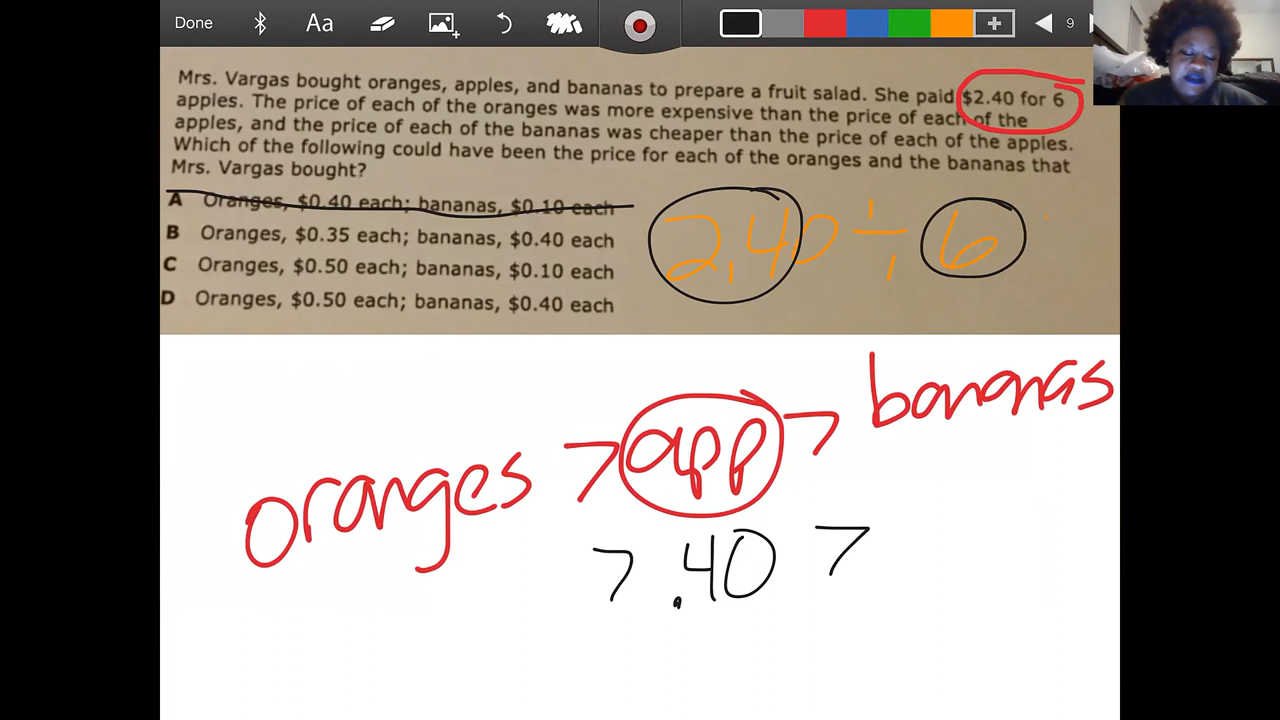 Done Aa 9
Mrs. Vargas bought oranges, apples, and bananas to prepare a fruit salad. She paid $2.40 for 6
apples. The price of each of the oranges was more expensive than the price of each of the
apples, and the price of each of the bananas was cheaper than the price of each of the apples.
Which of the following could have been the price for each of the oranges and the bananas that
Mrs. Vargas bought?
A Oranges, $0.40 each; bananas, $0.10 each
B Oranges, $0.35 each; bananas, $0.40 each
C Oranges, $0.50 each; bananas, $0.10 each
D Oranges, $0.50 each; bananas, $0.40 each
2.40 ÷ 6
oranges > app > bananas
> .40 >